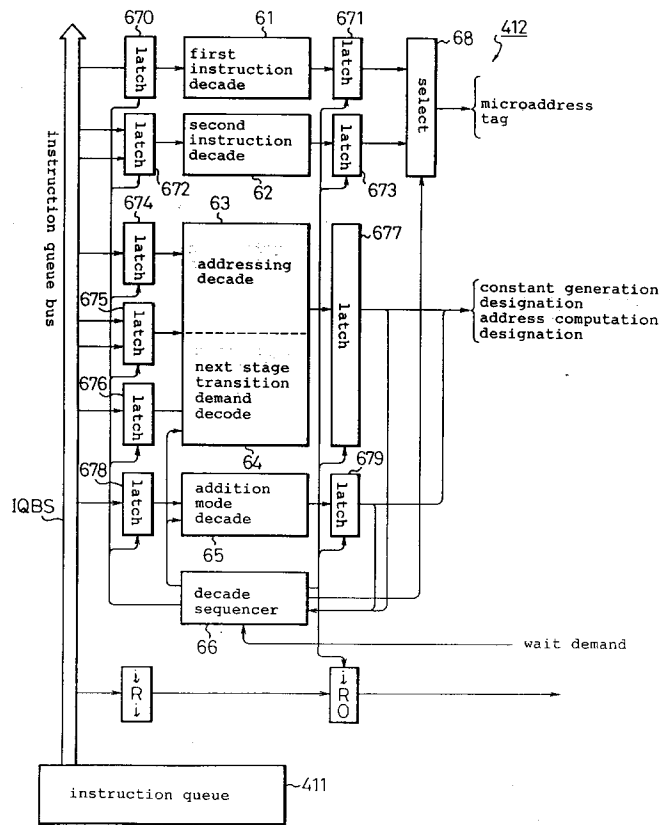 670
61
671
68
412
latch
first
instruction
decade
latch
select
microaddress
tag
latch
second
instruction
decade
latch
672
62
673
instruction queue bus
674
63
677
latch
addressing
decade
latch
constant generation
designation
address computation
designation
675
latch
next stage
transition
demand
decode
676
latch
64
678
679
latch
addition
mode
decade
latch
IQBS
65
decade
sequencer
66
wait demand
R
RO
instruction queue
411